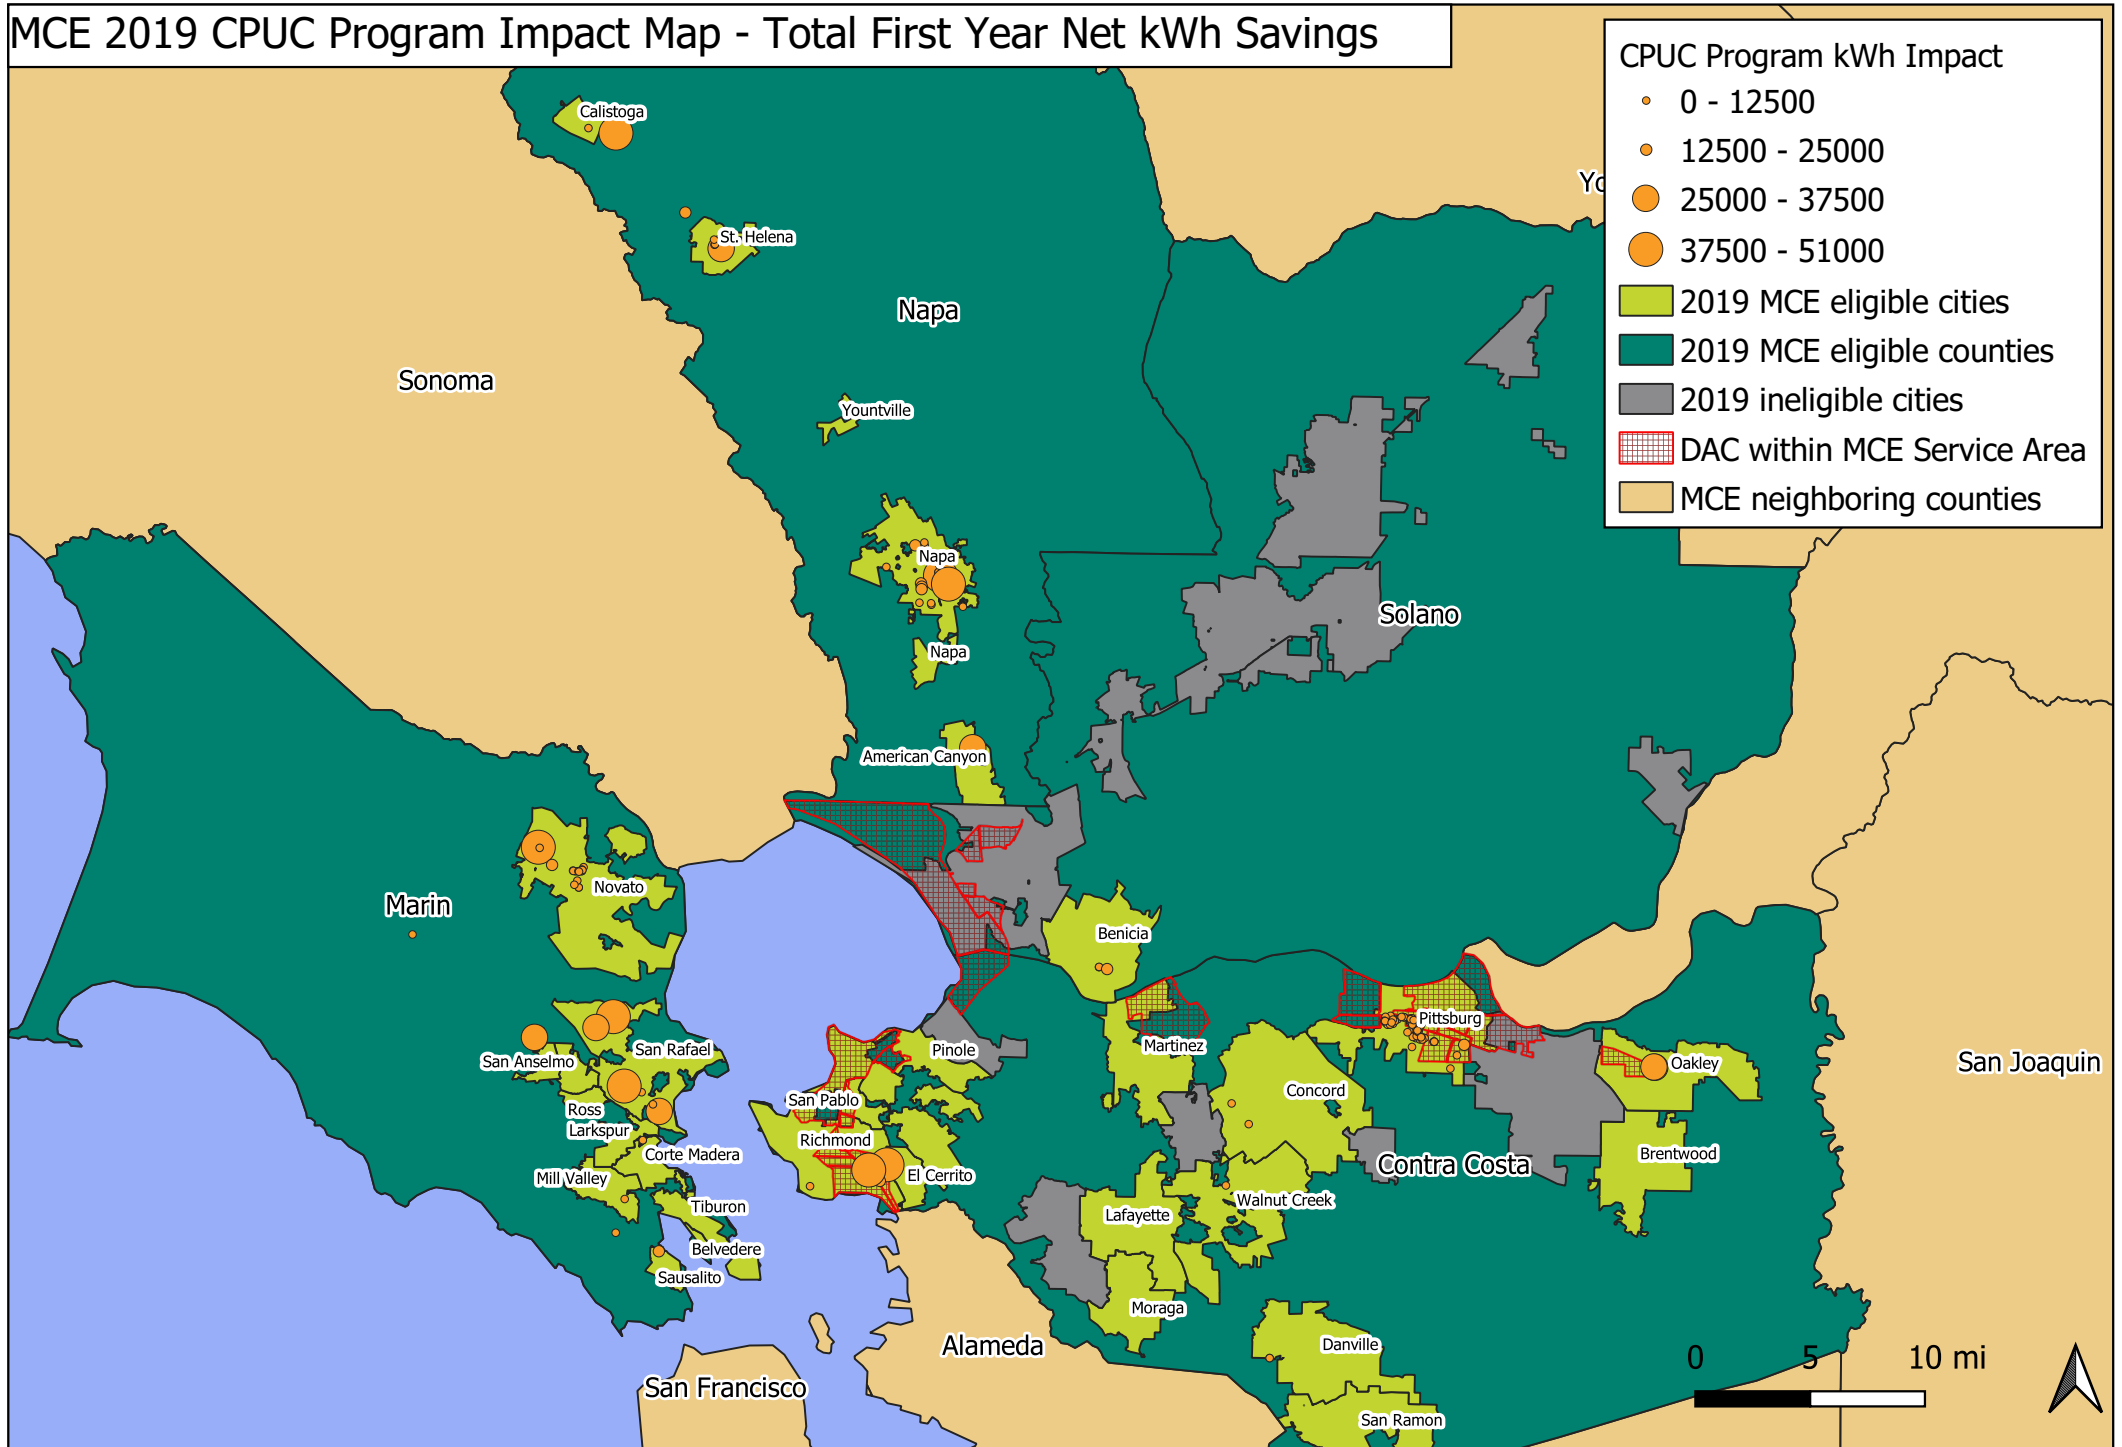 MCE 2019 CPUC Program Impact Map - Total First Year Net kWh Savings
CPUC Program kWh Impact
0 - 12500
12500 - 25000
25000 - 37500
37500 - 51000
2019 MCE eligible cities
2019 MCE eligible counties
2019 ineligible cities
DAC within MCE Service Area
MCE neighboring counties
Calistoga
Yo
St. Helena
Napa
Sonoma
Yountville
Napa
Solano
Napa
American Canyon
Novato
Marin
Benicia
Pittsburg
San Rafael
Pinole
Martinez
San Anselmo
Oakley
San Joaquin
Concord
San Pablo
Ross
Larkspur
Richmond
Corte Madera
Brentwood
Contra Costa
El Cerrito
Mill Valley
Walnut Creek
Tiburon
Lafayette
Belvedere
Sausalito
Moraga
Alameda
Danville
0 5 10 mi
San Francisco
San Ramon